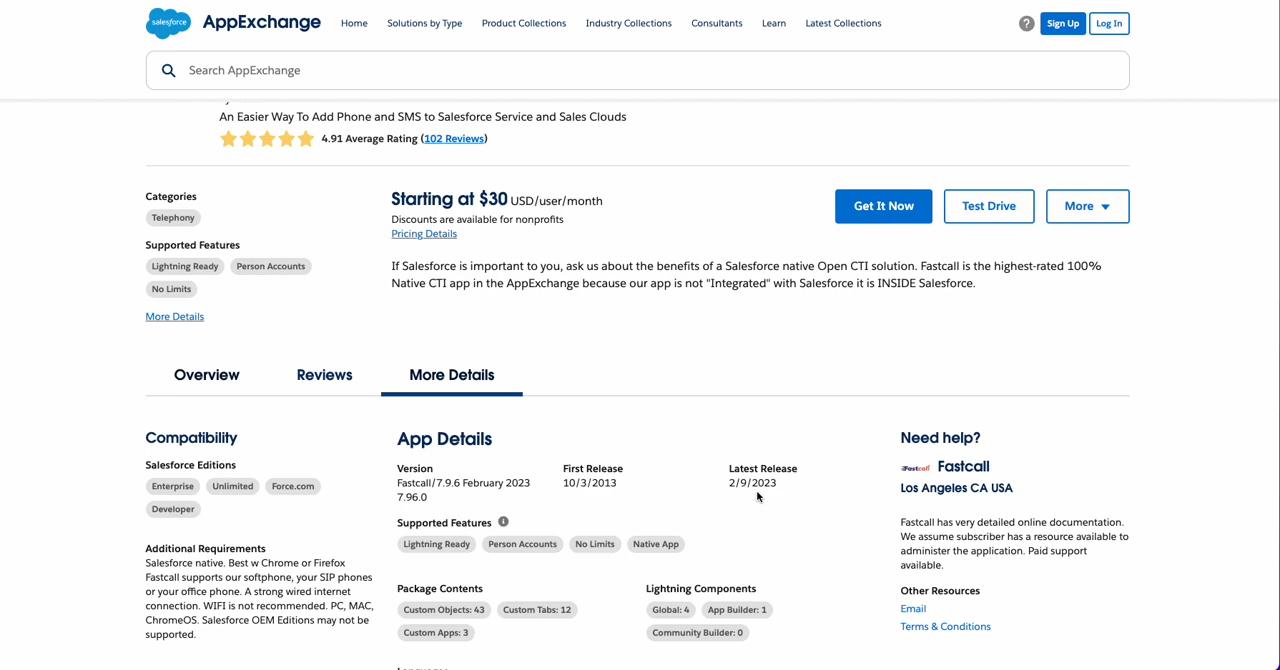 salesforce
AppExchange
Home
Solutions by Type
Product Collections
Industry Collections
Consultants
Learn
Latest Collections
?
Sign Up
Log In
Search AppExchange
An Easier Way To Add Phone and SMS to Salesforce Service and Sales Clouds
4.91 Average Rating (102 Reviews)
Categories
Telephony
Supported Features
Lightning Ready
Person Accounts
No Limits
More Details
Starting at $30 USD/user/month
Discounts are available for nonprofits
Pricing Details
Get It Now
Test Drive
More
If Salesforce is important to you, ask us about the benefits of a Salesforce native Open CTI solution. Fastcall is the highest-rated 100%
Native CTI app in the AppExchange because our app is not "Integrated" with Salesforce it is INSIDE Salesforce.
Overview
Reviews
More Details
Compatibility
Salesforce Editions
Enterprise
Unlimited
Force.com
Developer
Additional Requirements
Salesforce native. Best w Chrome or Firefox
Fastcall supports our softphone, your SIP phones
or your office phone. A strong wired internet
connection. WIFI is not recommended. PC, MAC,
ChromeOS. Salesforce OEM Editions may not be
supported.
App Details
Version
Fastcall/7.9.6 February 2023
7.96.0
First Release
10/3/2013
Latest Release
2/9/2023
Supported Features
Lightning Ready
Person Accounts
No Limits
Native App
Package Contents
Custom Objects: 43
Custom Tabs: 12
Custom Apps: 3
Lightning Components
Global: 4
App Builder: 1
Community Builder: 0
Need help?
Fastcall
Fastcall
Los Angeles CA USA
Fastcall has very detailed online documentation.
We assume subscriber has a resource available to
administer the application. Paid support
available.
Other Resources
Email
Terms & Conditions